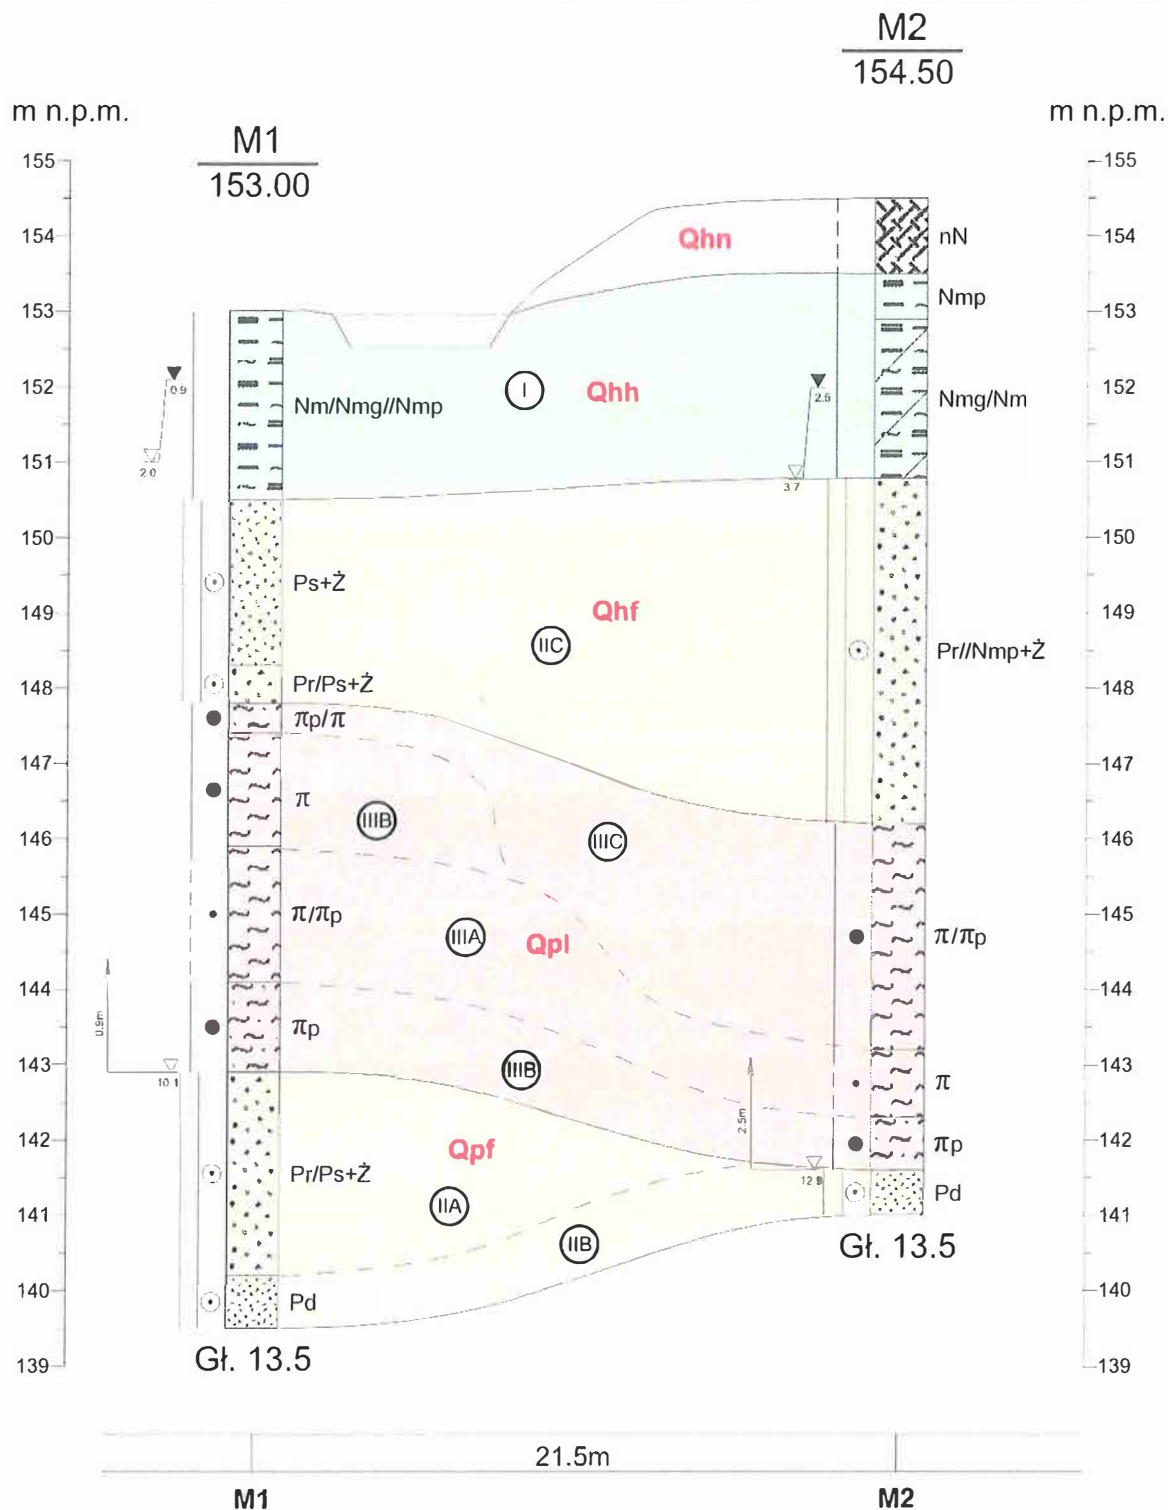 M2
154.50
m n.p.m.
m n.p.m.
M1
153.00
155
155
154
Qhn
154
nN
153
Nmp
153
0.9
152
I
Qhh
2.5
Nmg/Nm
152
Nm/Nmg//Nmp
2.0
151
3.7
151
150
150
Ps+Ż
149
Qhf
149
IIC
Pr//Nmp+Ż
148
Pr/Ps+Ż
148
πp/π
147
147
π
IIIB
IIIC
146
146
145
π/πp
IIIA
Qpl
π/πp
145
144
144
0.9m
πp
143
10.1
IIIB
π
143
2.5m
142
Qpf
πp
142
Pr/Ps+Ż
12.9
Pd
141
IIA
141
IIB
Gł. 13.5
140
Pd
140
139
Gł. 13.5
139
21.5m
M1
M2